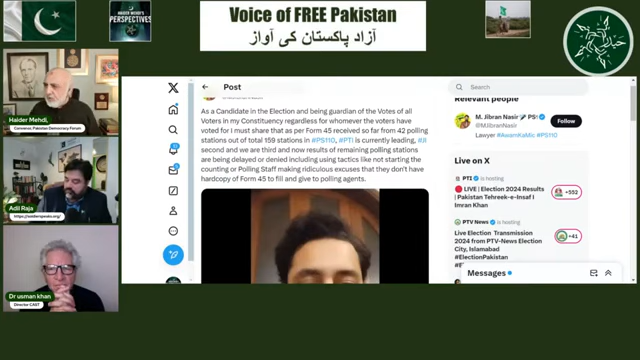 HAIDER MEHDI'S
PERSPECTIVES
Voice of FREE Pakistan
آزاد پاکستان کی آواز
Haider Mehdi,
Convenor, Pakistan Democracy Forum
Adil Raja
https://soldierspeaks.org/
Dr usman khan
Director CAST
Post
As a Candidate in the Election and being guardian of the Votes of all
Voters in my Constituency regardless for whomever the voters have
voted for I must share that as per Form 45 received so far from 42 polling
stations out of total 159 stations in #PS110, #PTI is currently leading, #JI
second and we are third and now results of remaining polling stations
are being delayed or denied including using tactics like not starting the
counting or Polling Staff making ridiculous excuses that they don't have
hardcopy of Form 45 to fill and give to polling agents.
Search
Relevant people
M. Jibran Nasir
PS
@MJibranNasir
Follow
Lawyer #AwamKaMc #PS110
Live on X
PTI is hosting
LIVE | Election 2024 Results
| Pakistan Tehreek-e-Insaf I
Imran Khan
+552
PTV News is hosting
Live Election Transmission
2024 from PTV-News Election
City, Islamabad
#ElectionPakistan
+41
Messages